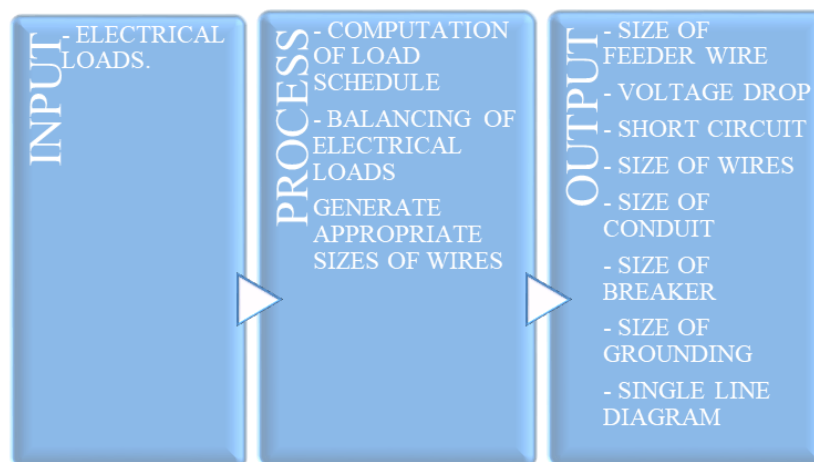 INPUT
- ELECTRICAL
LOADS.
PROCESS
- COMPUTATION
OF LOAD
SCHEDULE
- BALANCING OF
ELECTRICAL
LOADS
GENERATE
APPROPRIATE
SIZES OF WIRES
OUTPUT
- SIZE OF
FEEDER WIRE
- VOLTAGE DROP
- SHORT CIRCUIT
- SIZE OF WIRES
- SIZE OF
CONDUIT
- SIZE OF
BREAKER
- SIZE OF
GROUNDING
- SINGLE LINE
DIAGRAM